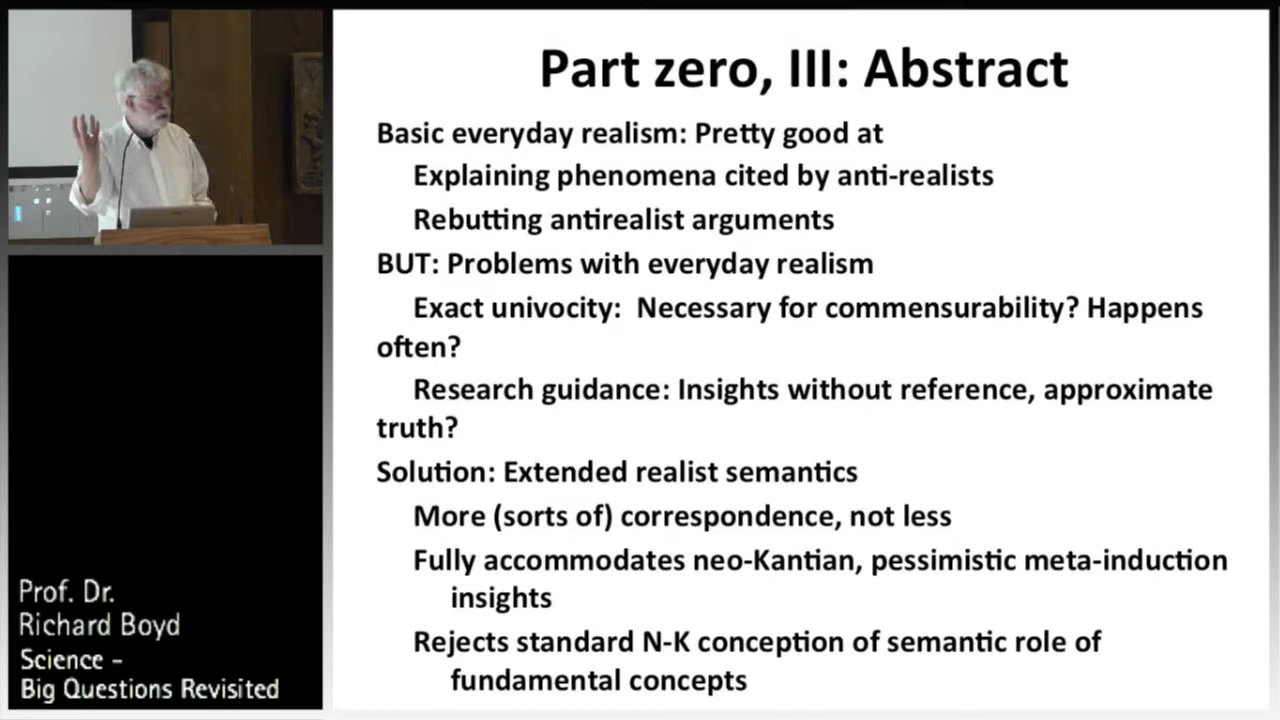 Part zero, III: Abstract
Basic everyday realism: Pretty good at
Explaining phenomena cited by anti-realists
Rebutting antirealist arguments
BUT: Problems with everyday realism
Exact univocity:  Necessary for commensurability? Happens
often?
Research guidance: Insights without reference, approximate
truth?
Solution: Extended realist semantics
More (sorts of) correspondence, not less
Fully accommodates neo-Kantian, pessimistic meta-induction
insights
Rejects standard N-K conception of semantic role of
fundamental concepts
Prof. Dr.
Richard Boyd
Science -
Big Questions Revisited